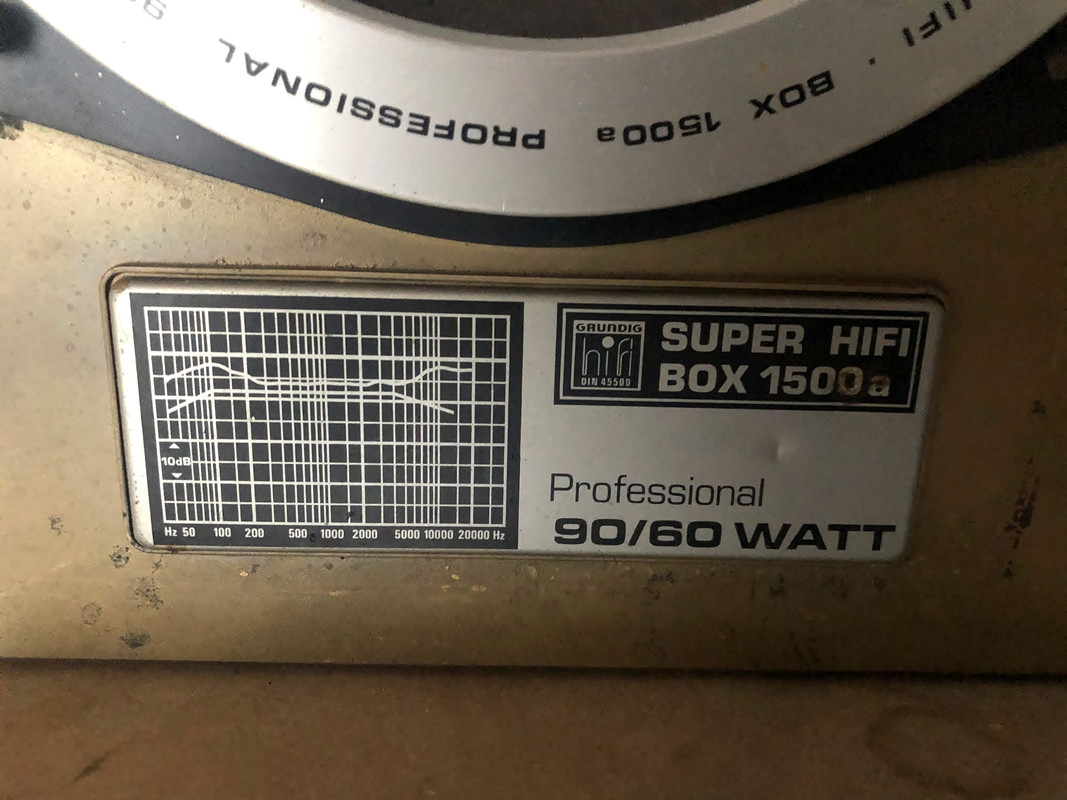 PROFESSIONAL
HIFI · BOX 1500a
GRUNDIG
hifi
DIN 45500
SUPER HIFI
BOX 1500a
10dB
Hz 50 100 200 500 1000 2000 5000 10000 20000 Hz
Professional
90/60 WATT